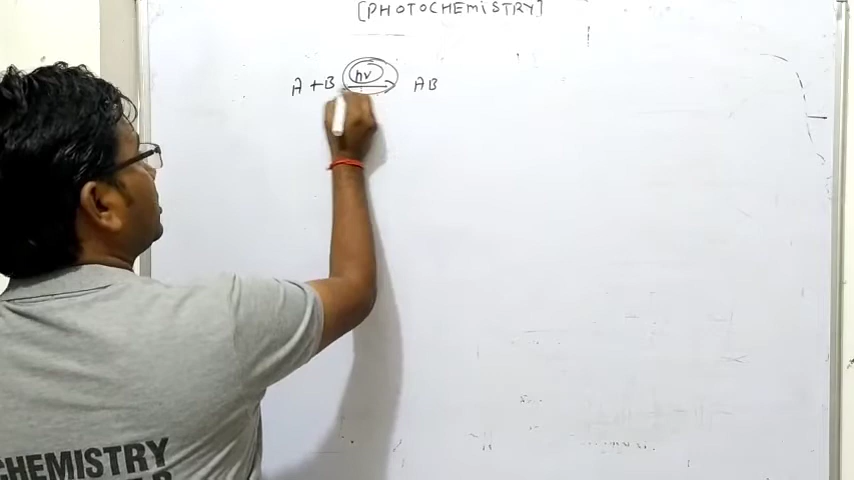 [PHOTOCHEMISTRY]
A + B hν → AB
CHEMISTRY